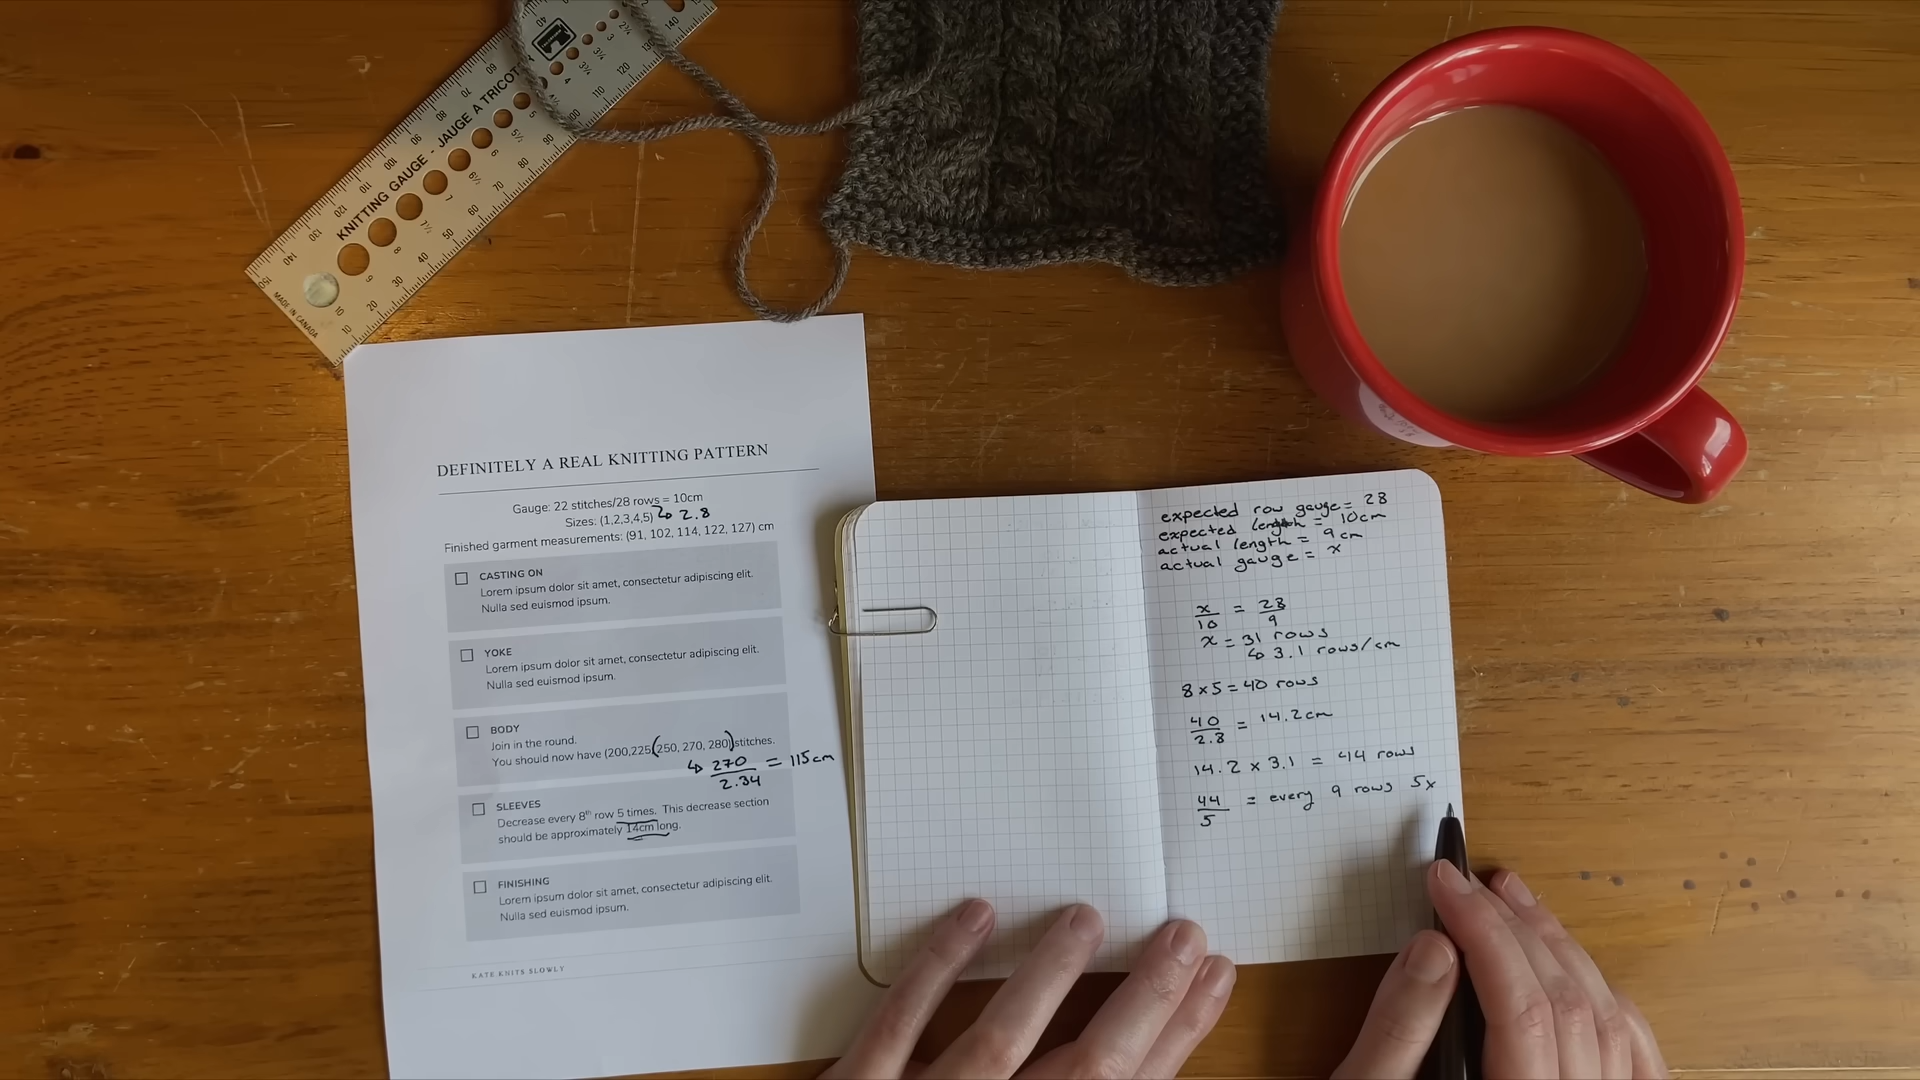 KNITTING GAUGE - JAUGE A TRICOT
MADE IN CANADA
DEFINITELY A REAL KNITTING PATTERN
Gauge: 22 stitches/28 rows = 10cm
↳ 2.8
Sizes: (1,2,3,4,5)
Finished garment measurements: (91, 102, 114, 122, 127) cm
CASTING ON
Lorem ipsum dolor sit amet, consectetur adipiscing elit.
Nulla sed euismod ipsum.
YOKE
Lorem ipsum dolor sit amet, consectetur adipiscing elit.
Nulla sed euismod ipsum.
BODY
Join in the round.
You should now have (200,225,(250, 270, 280)) stitches.
↳ 270/2.34 = 115cm
SLEEVES
Decrease every 8th row 5 times. This decrease section
should be approximately 14cm long.
FINISHING
Lorem ipsum dolor sit amet, consectetur adipiscing elit.
Nulla sed euismod ipsum.
KATE KNITS SLOWLY
expected row gauge = 28
expected length = 10cm
actual length = 9cm
actual gauge = x
x/10 = 28/9
x = 31 rows
↳ 3.1 rows/cm
8 x 5 = 40 rows
40/2.8 = 14.2cm
14.2 x 3.1 = 44 rows
44/5 = every 9 rows 5x